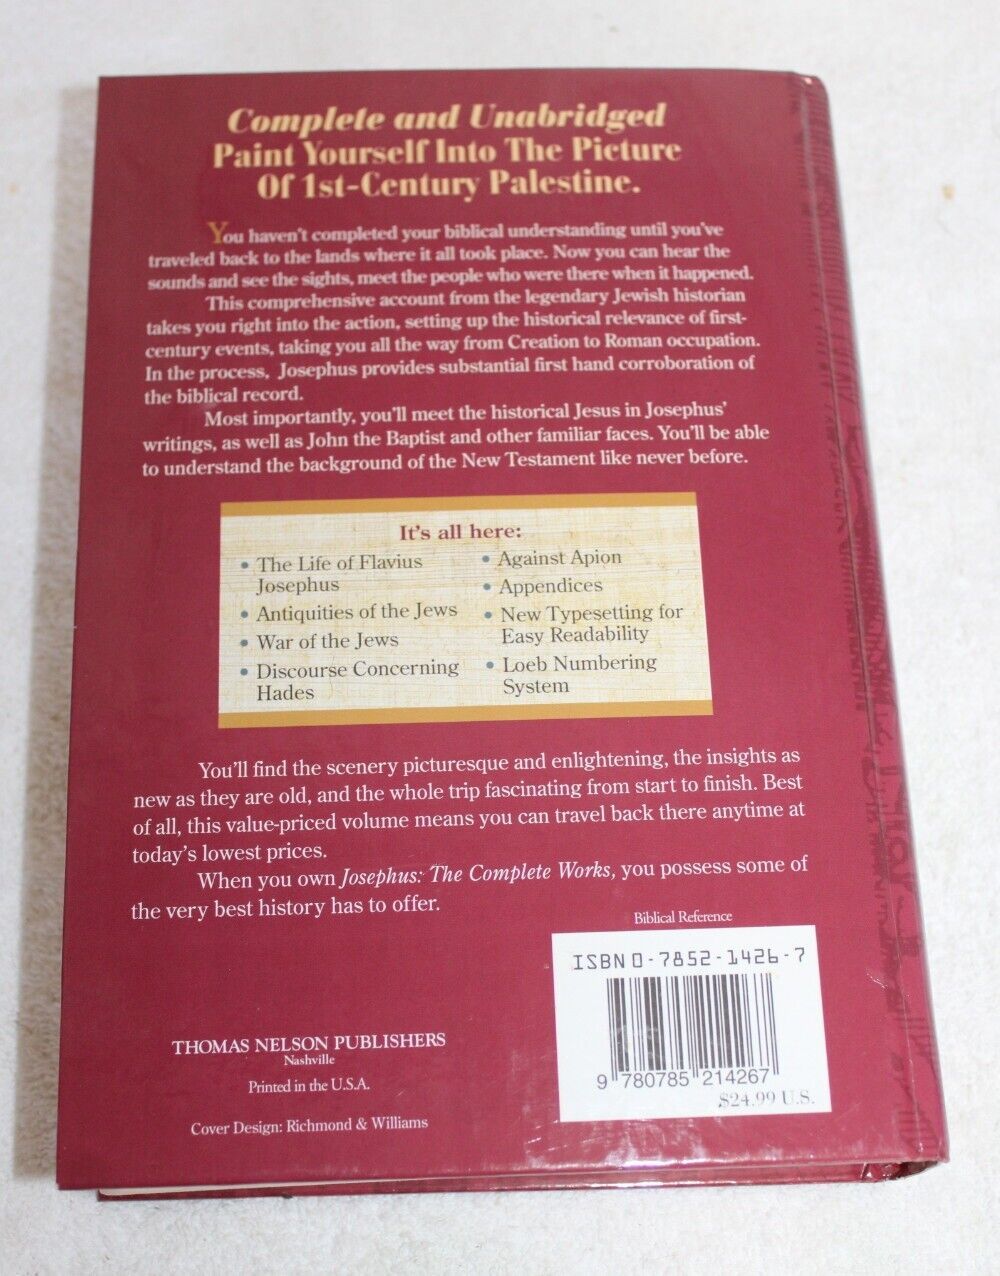 Complete and Unabridged
Paint Yourself Into The Picture
Of 1st-Century Palestine.
You haven't completed your biblical understanding until you've
traveled back to the lands where it all took place. Now you can hear the
sounds and see the sights, meet the people who were there when it happened.
This comprehensive account from the legendary Jewish historian
takes you right into the action, setting up the historical relevance of first-
century events, taking you all the way from Creation to Roman occupation.
In the process, Josephus provides substantial first hand corroboration of
the biblical record.
Most importantly, you'll meet the historical Jesus in Josephus'
writings, as well as John the Baptist and other familiar faces. You'll be able
to understand the background of the New Testament like never before.
It's all here:
• The Life of Flavius
Josephus
• Antiquities of the Jews
• War of the Jews
• Discourse Concerning
Hades
• Against Apion
• Appendices
• New Typesetting for
Easy Readability
• Loeb Numbering
System
You'll find the scenery picturesque and enlightening, the insights as
new as they are old, and the whole trip fascinating from start to finish. Best
of all, this value-priced volume means you can travel back there anytime at
today's lowest prices.
When you own Josephus: The Complete Works, you possess some of
the very best history has to offer.
Biblical Reference
ISBN 0-7852-1426-7
9 780785 214267
$24.99 U.S.
THOMAS NELSON PUBLISHERS
Nashville
Printed in the U.S.A.
Cover Design: Richmond & Williams